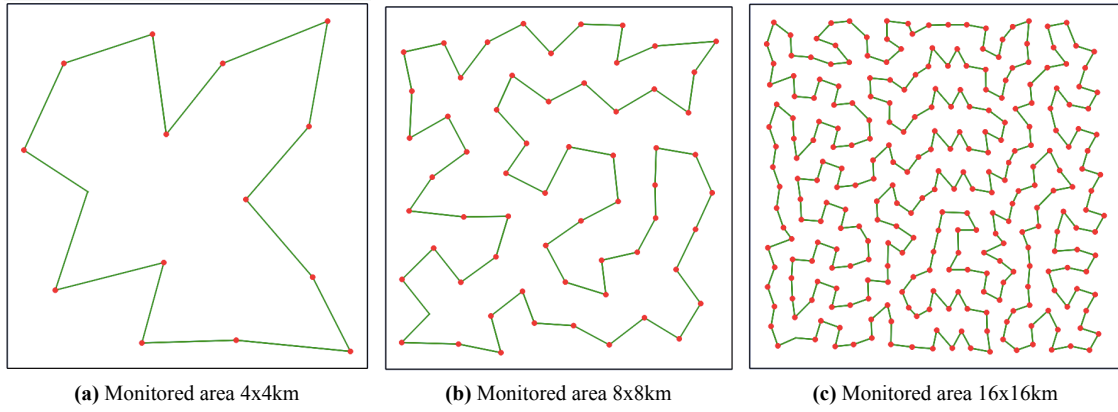 (a) Monitored area 4x4km
(b) Monitored area 8x8km
(c) Monitored area 16x16km